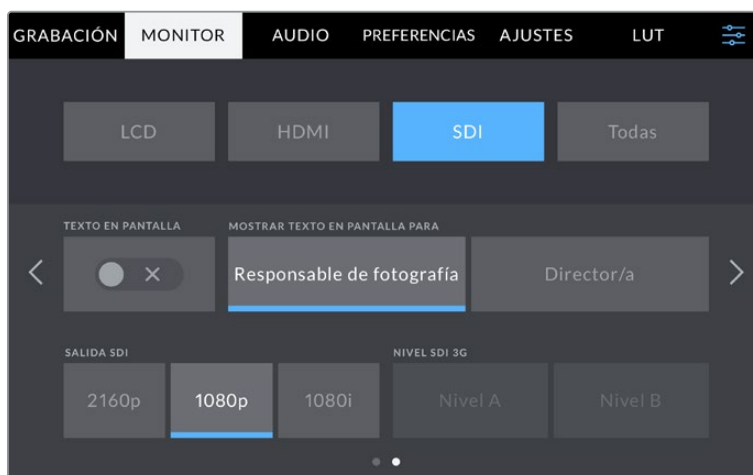 GRABACIÓN MONITOR AUDIO PREFERENCIAS AJUSTES LUT
LCD HDMI SDI Todas
TEXTO EN PANTALLA MOSTRAR TEXTO EN PANTALLA PARA
Responsable de fotografía Director/a
SALIDA SDI NIVEL SDI 3G
2160p 1080p 1080i Nivel A Nivel B